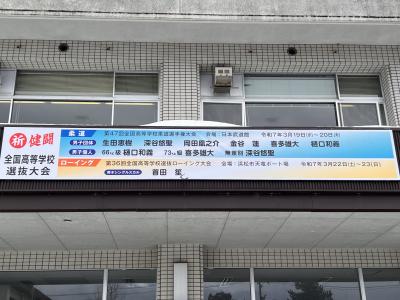 祈 健闘
全国高等学校
選抜大会
柔道 第47回全国高等学校柔道選手権大会 会場：日本武道館 令和7年3月19日(水)～20日(木)
男子団体 生田恵樹 深谷悠聖 岡田凰之介 金谷蓮 喜多雄大 樋口和義
男子個人 66㎏級 樋口和義 73㎏級 喜多雄大 無差別 深谷悠聖
ローイング 第36回全国高等学校選抜ローイング大会 会場：浜松市天竜ボート場 令和7年3月22日(土)～23日(日)
男子シングルスカル 首田